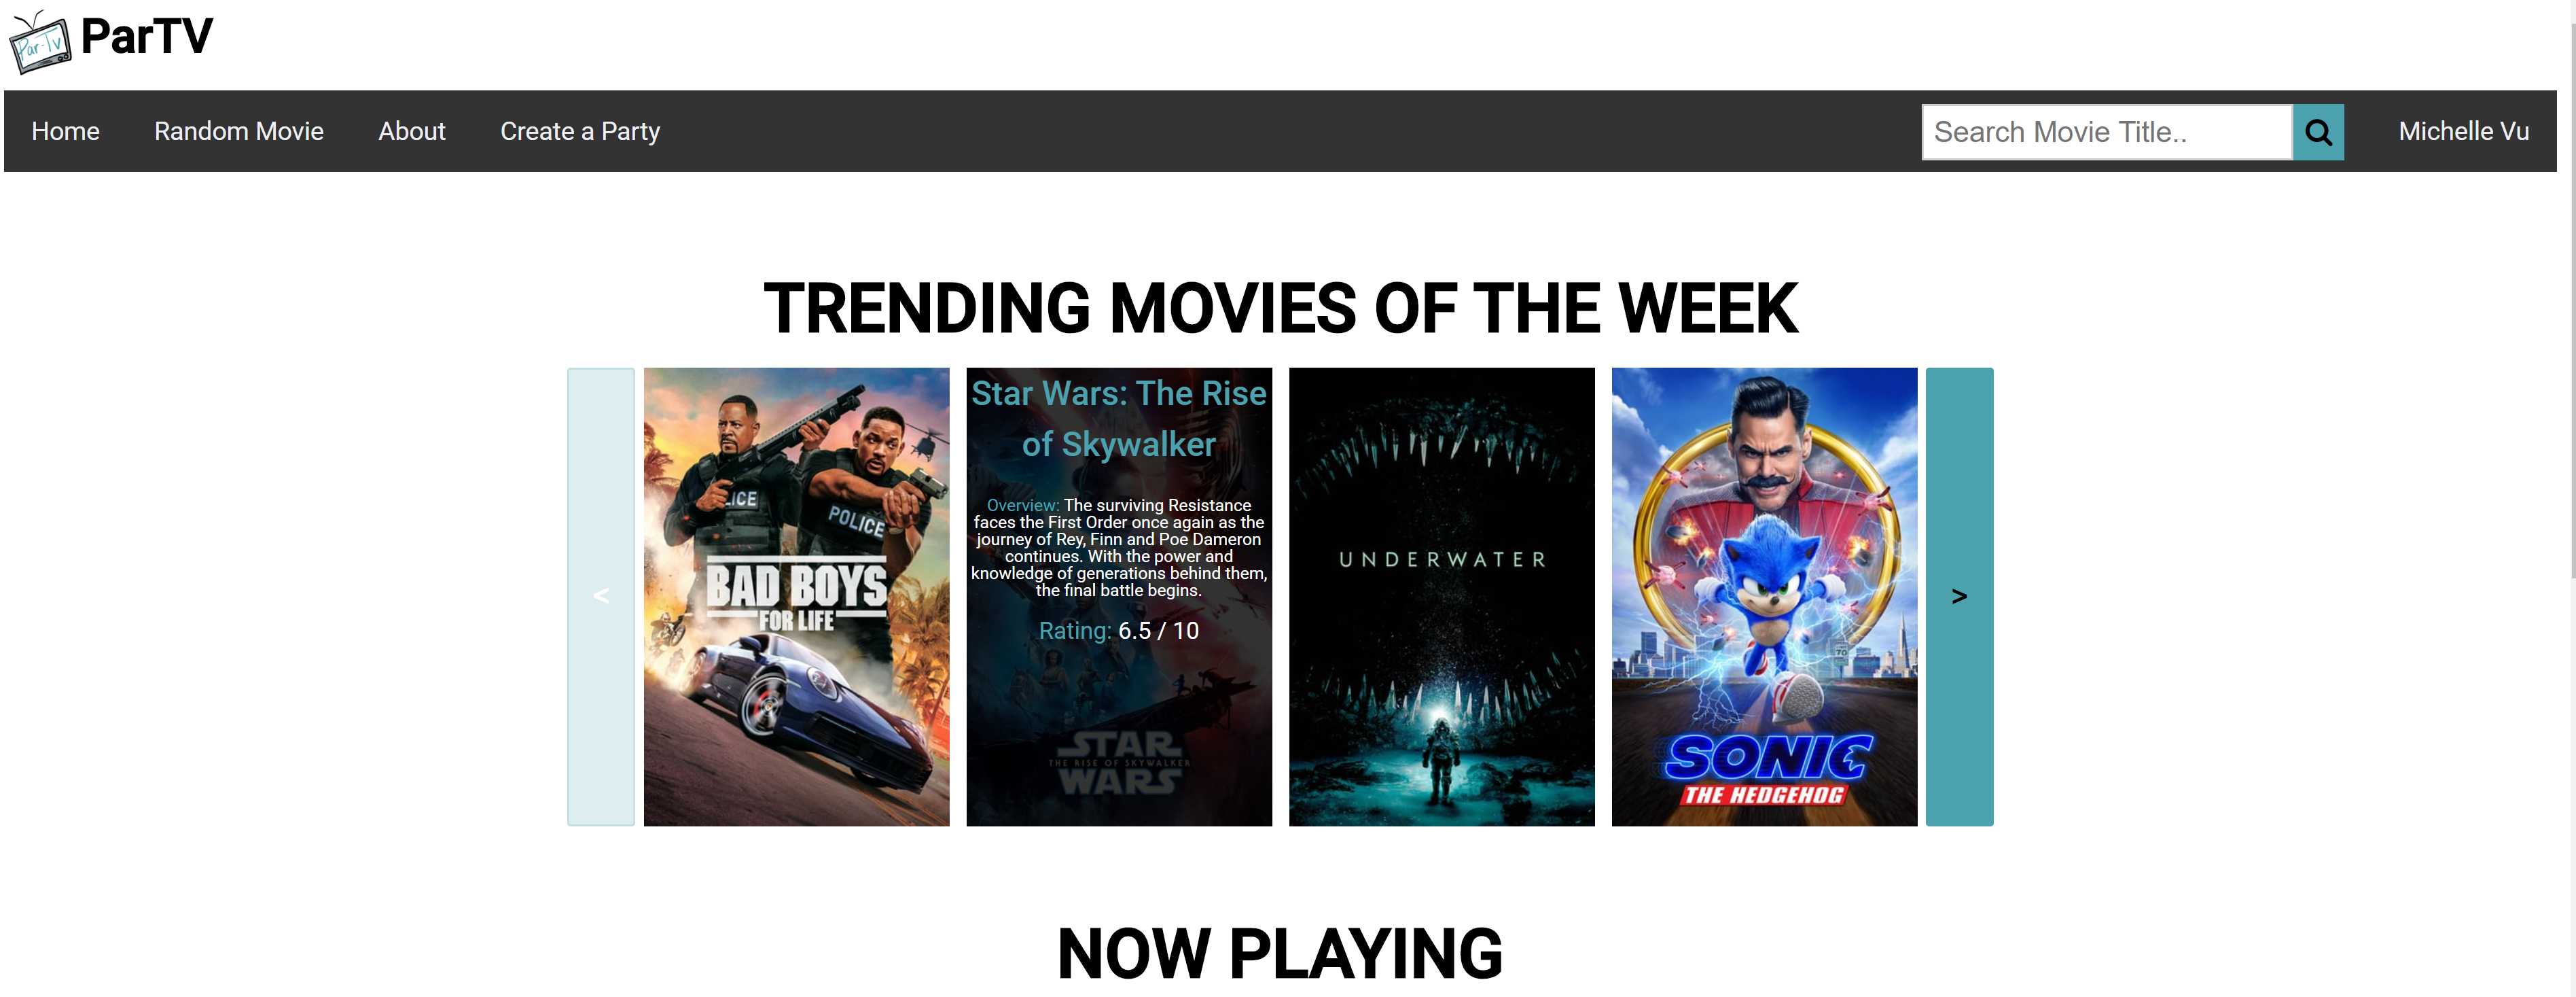 Par-Tv
ParTV
Home
Random Movie
About
Create a Party
Search Movie Title..
Michelle Vu
TRENDING MOVIES OF THE WEEK
<
LICE
POLICE
BAD BOYS
FOR LIFE
Star Wars: The Rise
of Skywalker
Overview: The surviving Resistance
faces the First Order once again as the
journey of Rey, Finn and Poe Dameron
continues. With the power and
knowledge of generations behind them,
the final battle begins.
Rating: 6.5 / 10
STAR
THE RISE OF SKYWALKER
WARS
UNDERWATER
70
SONIC
THE HEDGEHOG
>
NOW PLAYING